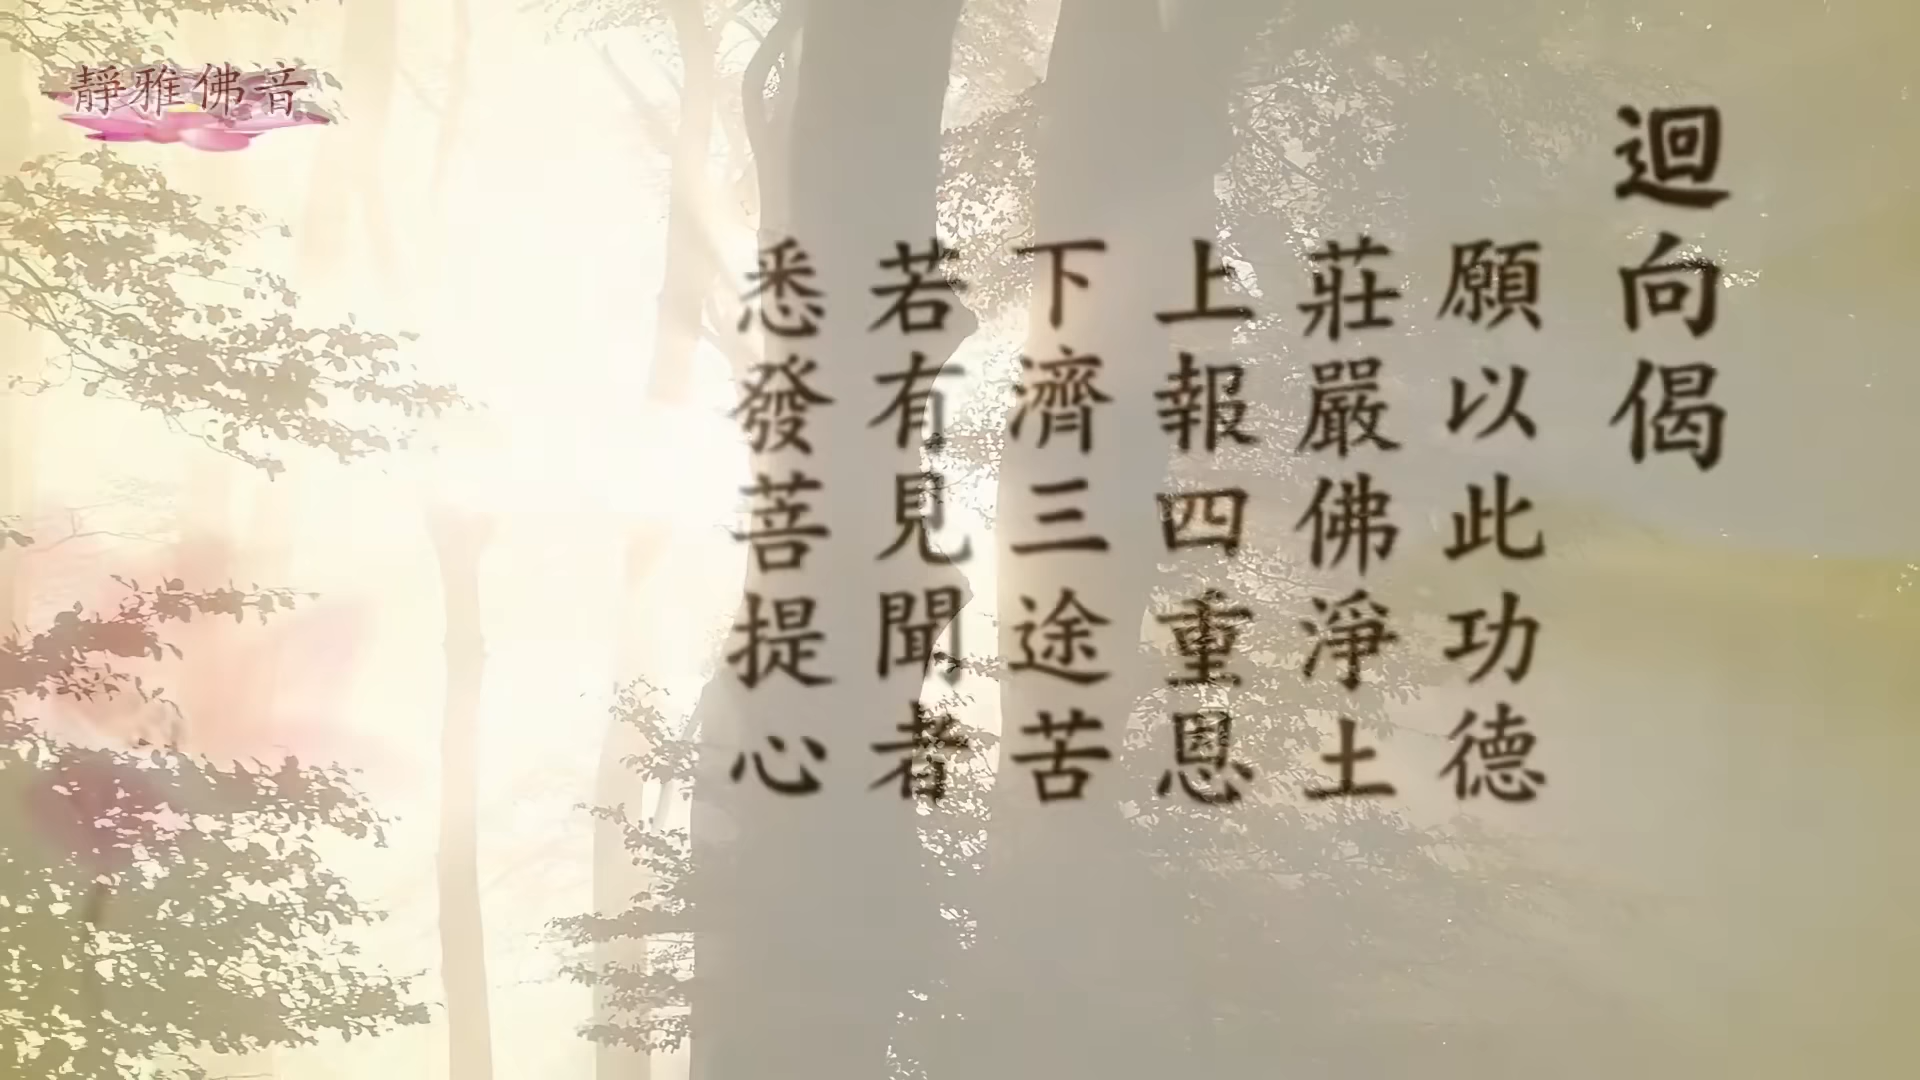 靜雅佛音
迴向偈
願以此功德
莊嚴佛淨土
上報四重恩
下濟三途苦
若有見聞者
悉發菩提心